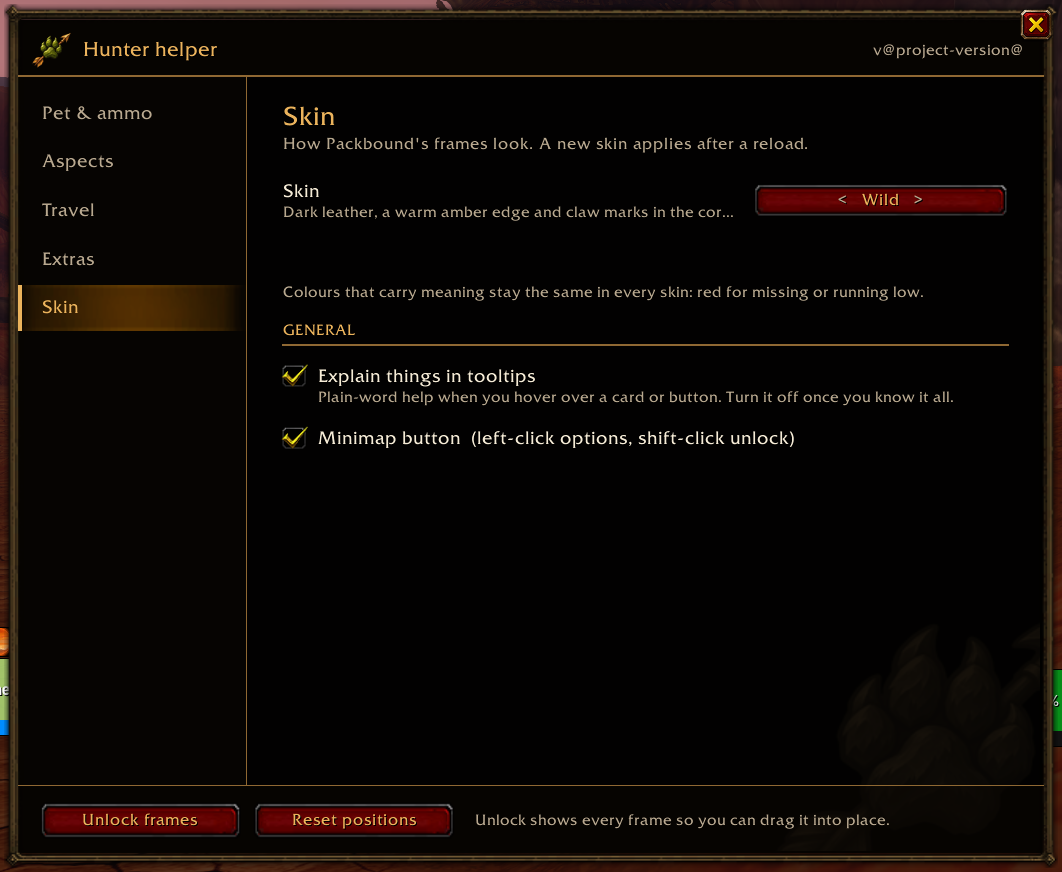 Hunter helper
v@project-version@
Pet & ammo
Aspects
Travel
Extras
Skin
Skin
How Packbound's frames look. A new skin applies after a reload.
Skin
Dark leather, a warm amber edge and claw marks in the cor...
< Wild >
Colours that carry meaning stay the same in every skin: red for missing or running low.
GENERAL
Explain things in tooltips
Plain-word help when you hover over a card or button. Turn it off once you know it all.
Minimap button (left-click options, shift-click unlock)
Unlock frames
Reset positions
Unlock shows every frame so you can drag it into place.